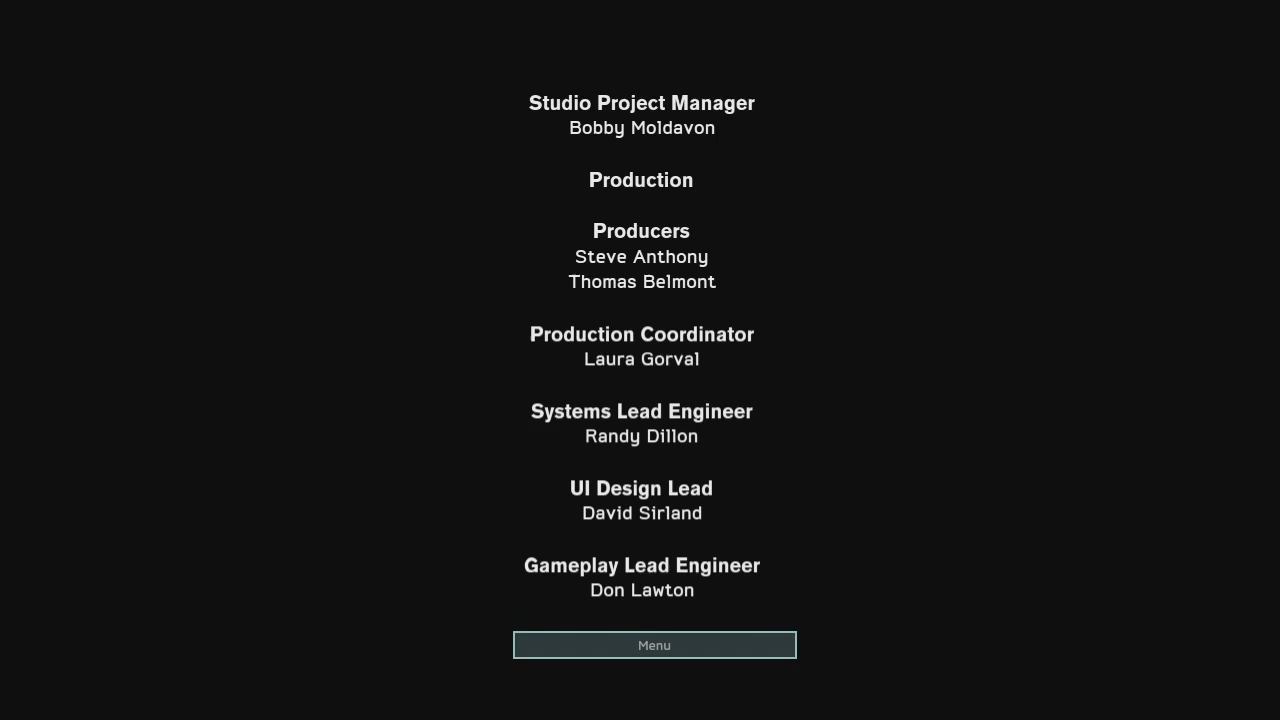 Studio Project Manager
Bobby Moldavon
Production
Producers
Steve Anthony
Thomas Belmont
Production Coordinator
Laura Gorval
Systems Lead Engineer
Randy Dillon
UI Design Lead
David Sirland
Gameplay Lead Engineer
Don Lawton
Menu